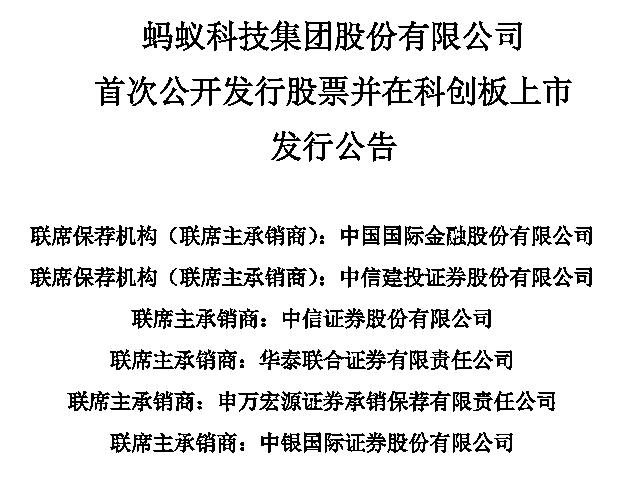 蚂蚁科技集团股份有限公司
首次公开发行股票并在科创板上市
发行公告
联席保荐机构（联席主承销商）：中国国际金融股份有限公司
联席保荐机构（联席主承销商）：中信建投证券股份有限公司
联席主承销商：中信证券股份有限公司
联席主承销商：华泰联合证券有限责任公司
联席主承销商：申万宏源证券承销保荐有限责任公司
联席主承销商：中银国际证券股份有限公司